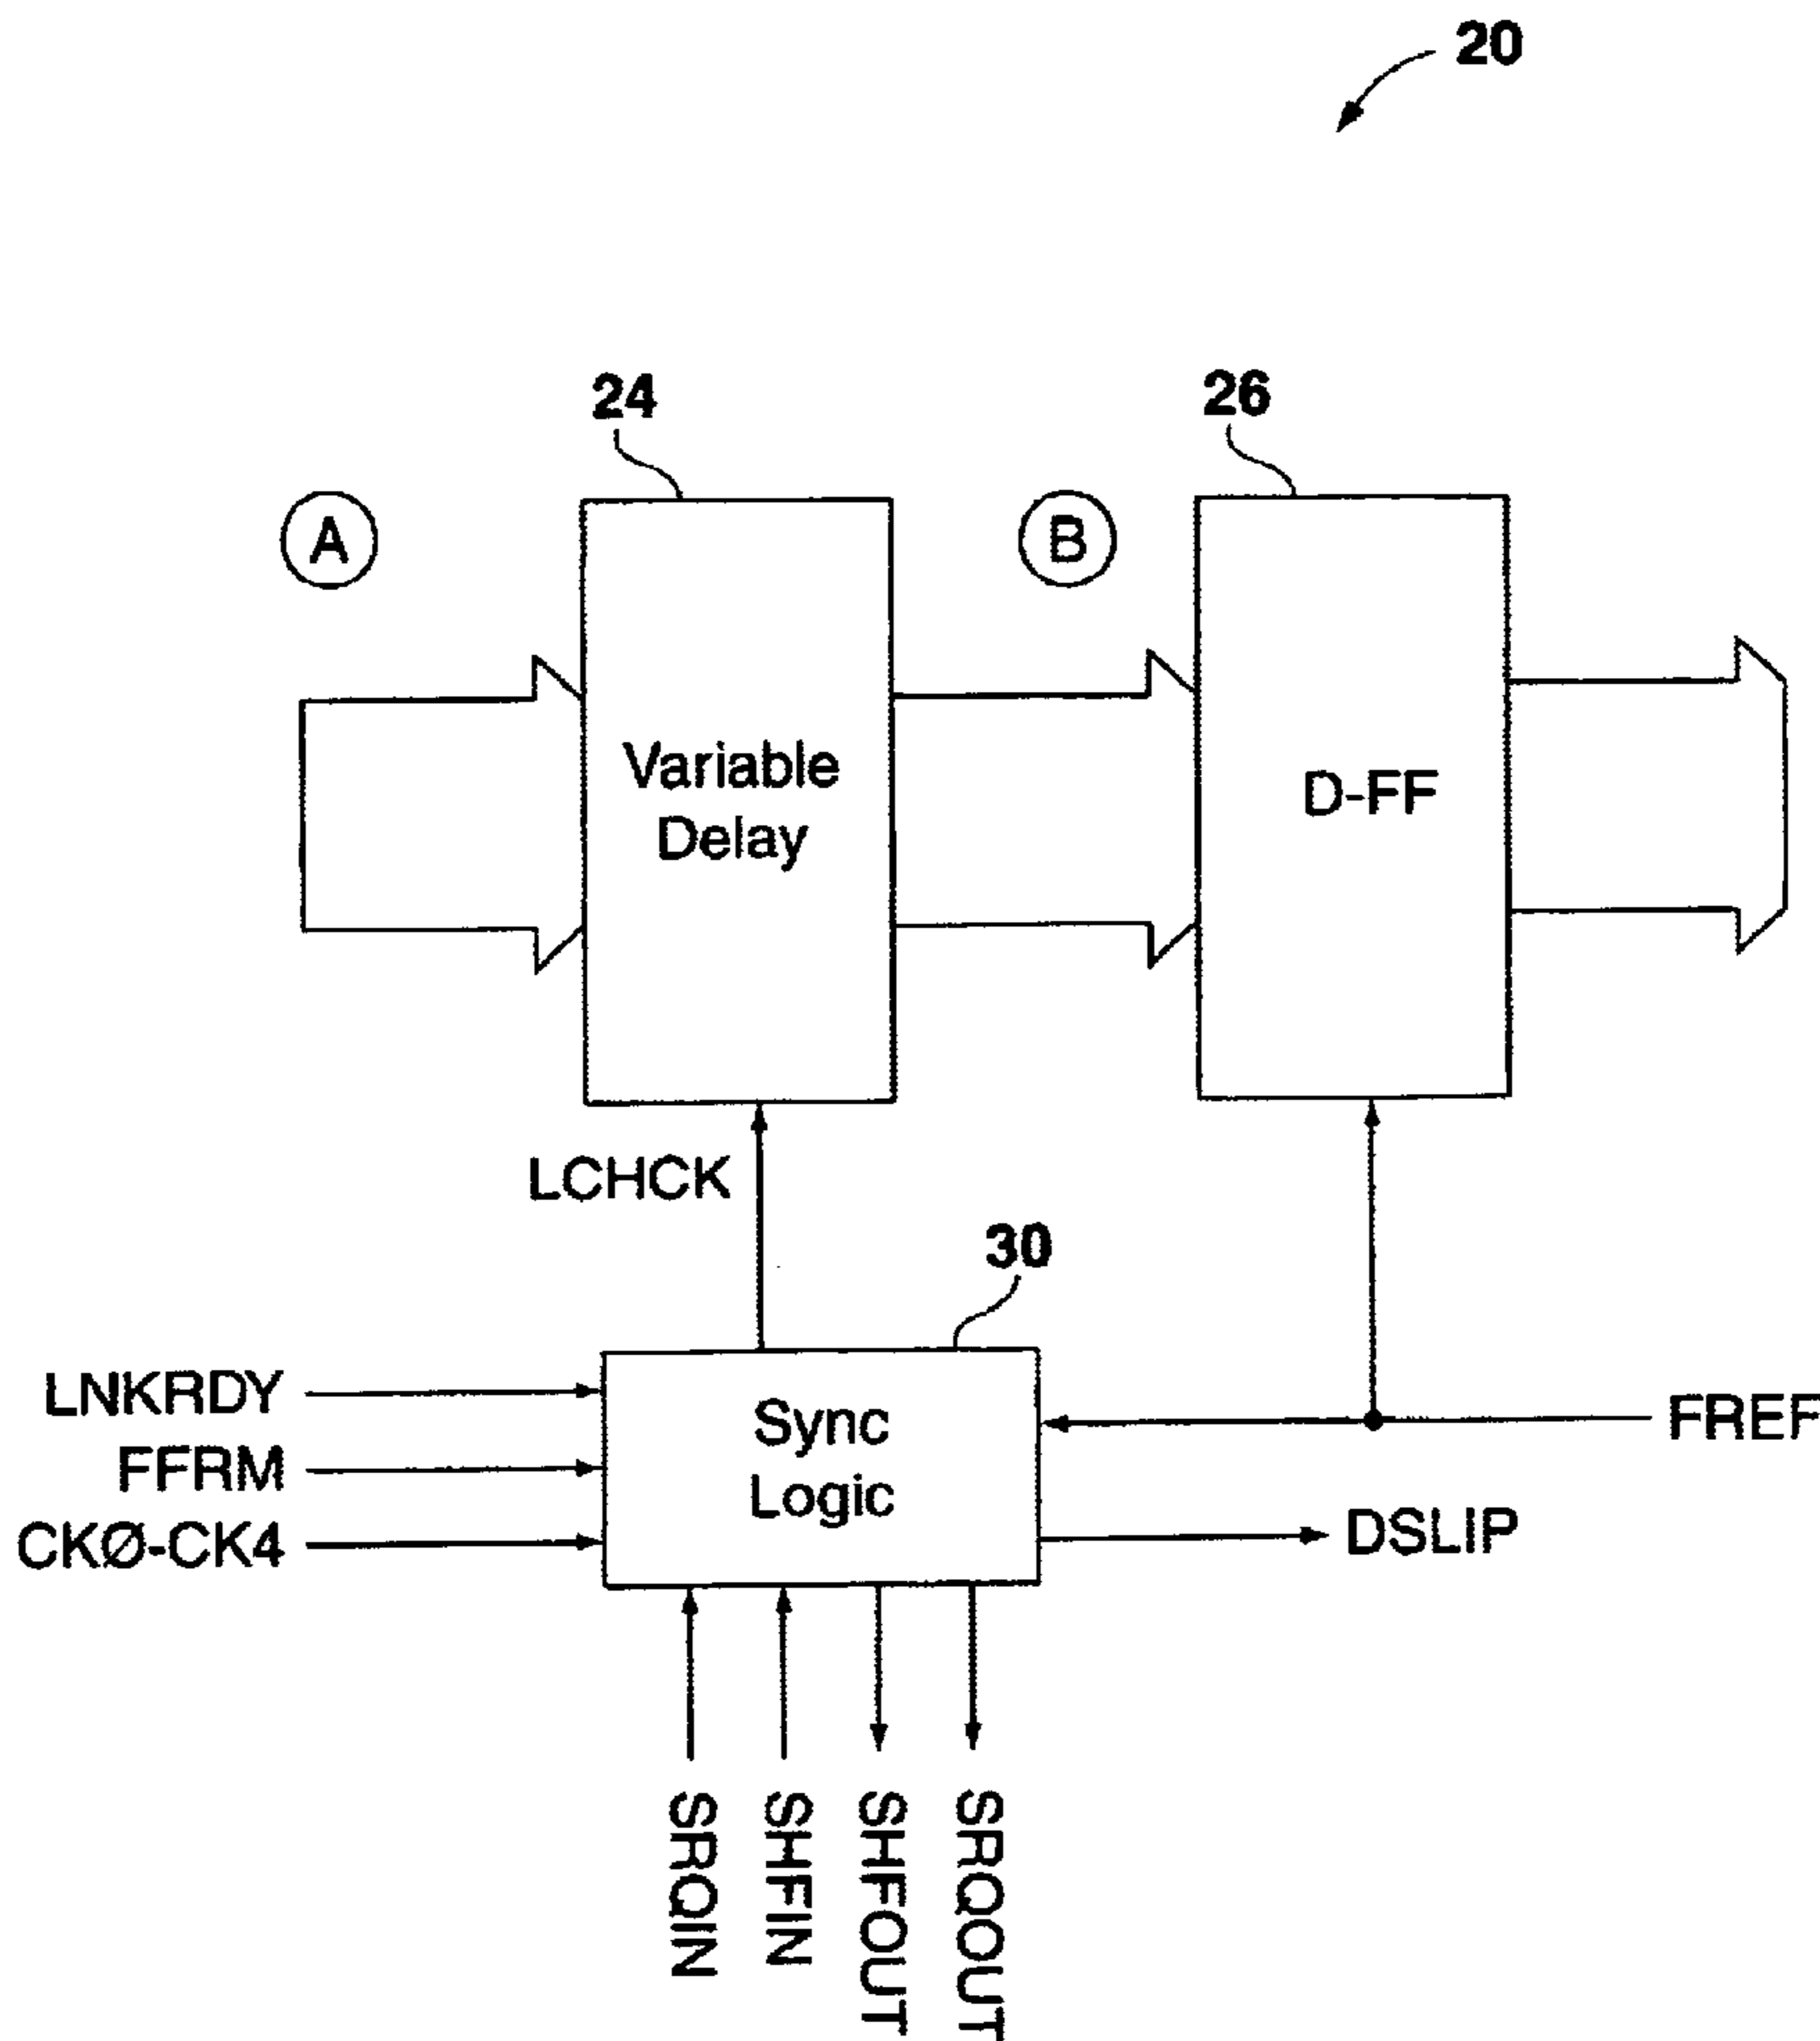 20
24
26
A
B
Variable
Delay
D-FF
LCHCK
30
LNKRDY
FFRM
CKØ-CK4
Sync
Logic
FREF
DSLIP
SRQIN
SHFIN
SHFOUT
SRQOUT